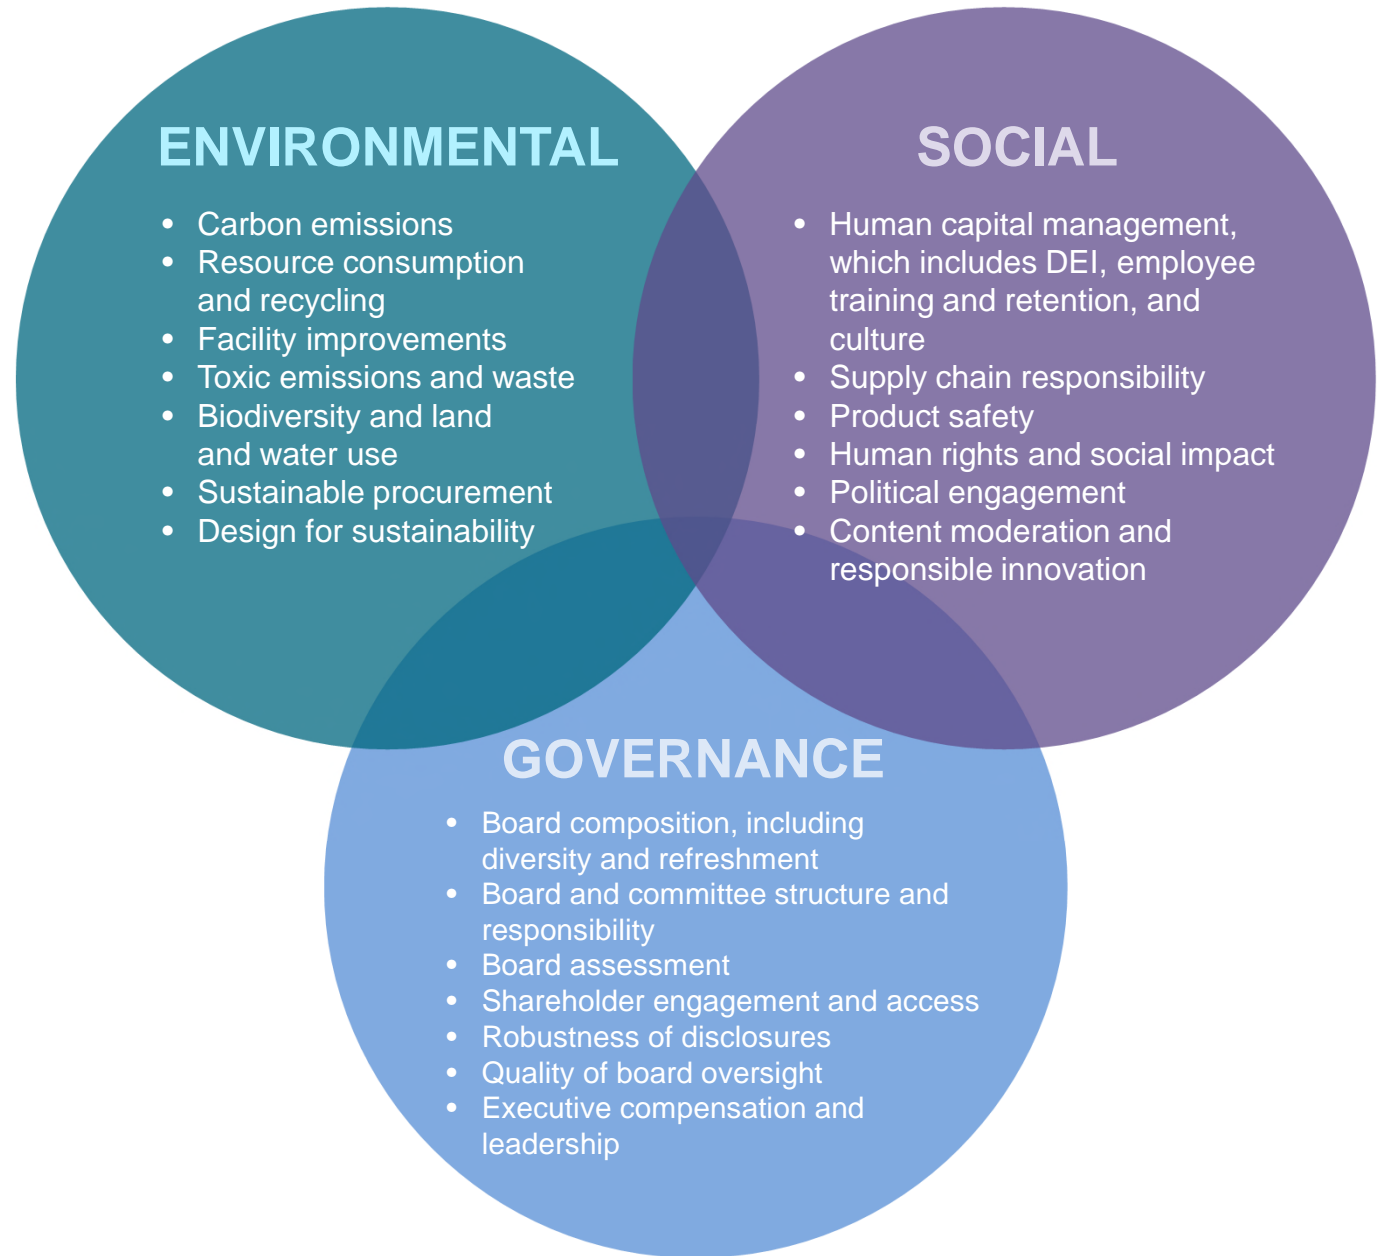 ENVIRONMENTAL
• Carbon emissions
• Resource consumption
and recycling
• Facility improvements
• Toxic emissions and waste
• Biodiversity and land
and water use
• Sustainable procurement
• Design for sustainability
SOCIAL
• Human capital management,
which includes DEI, employee
training and retention, and
culture
• Supply chain responsibility
• Product safety
• Human rights and social impact
• Political engagement
• Content moderation and
responsible innovation
GOVERNANCE
• Board composition, including
diversity and refreshment
• Board and committee structure and
responsibility
• Board assessment
• Shareholder engagement and access
• Robustness of disclosures
• Quality of board oversight
• Executive compensation and
leadership